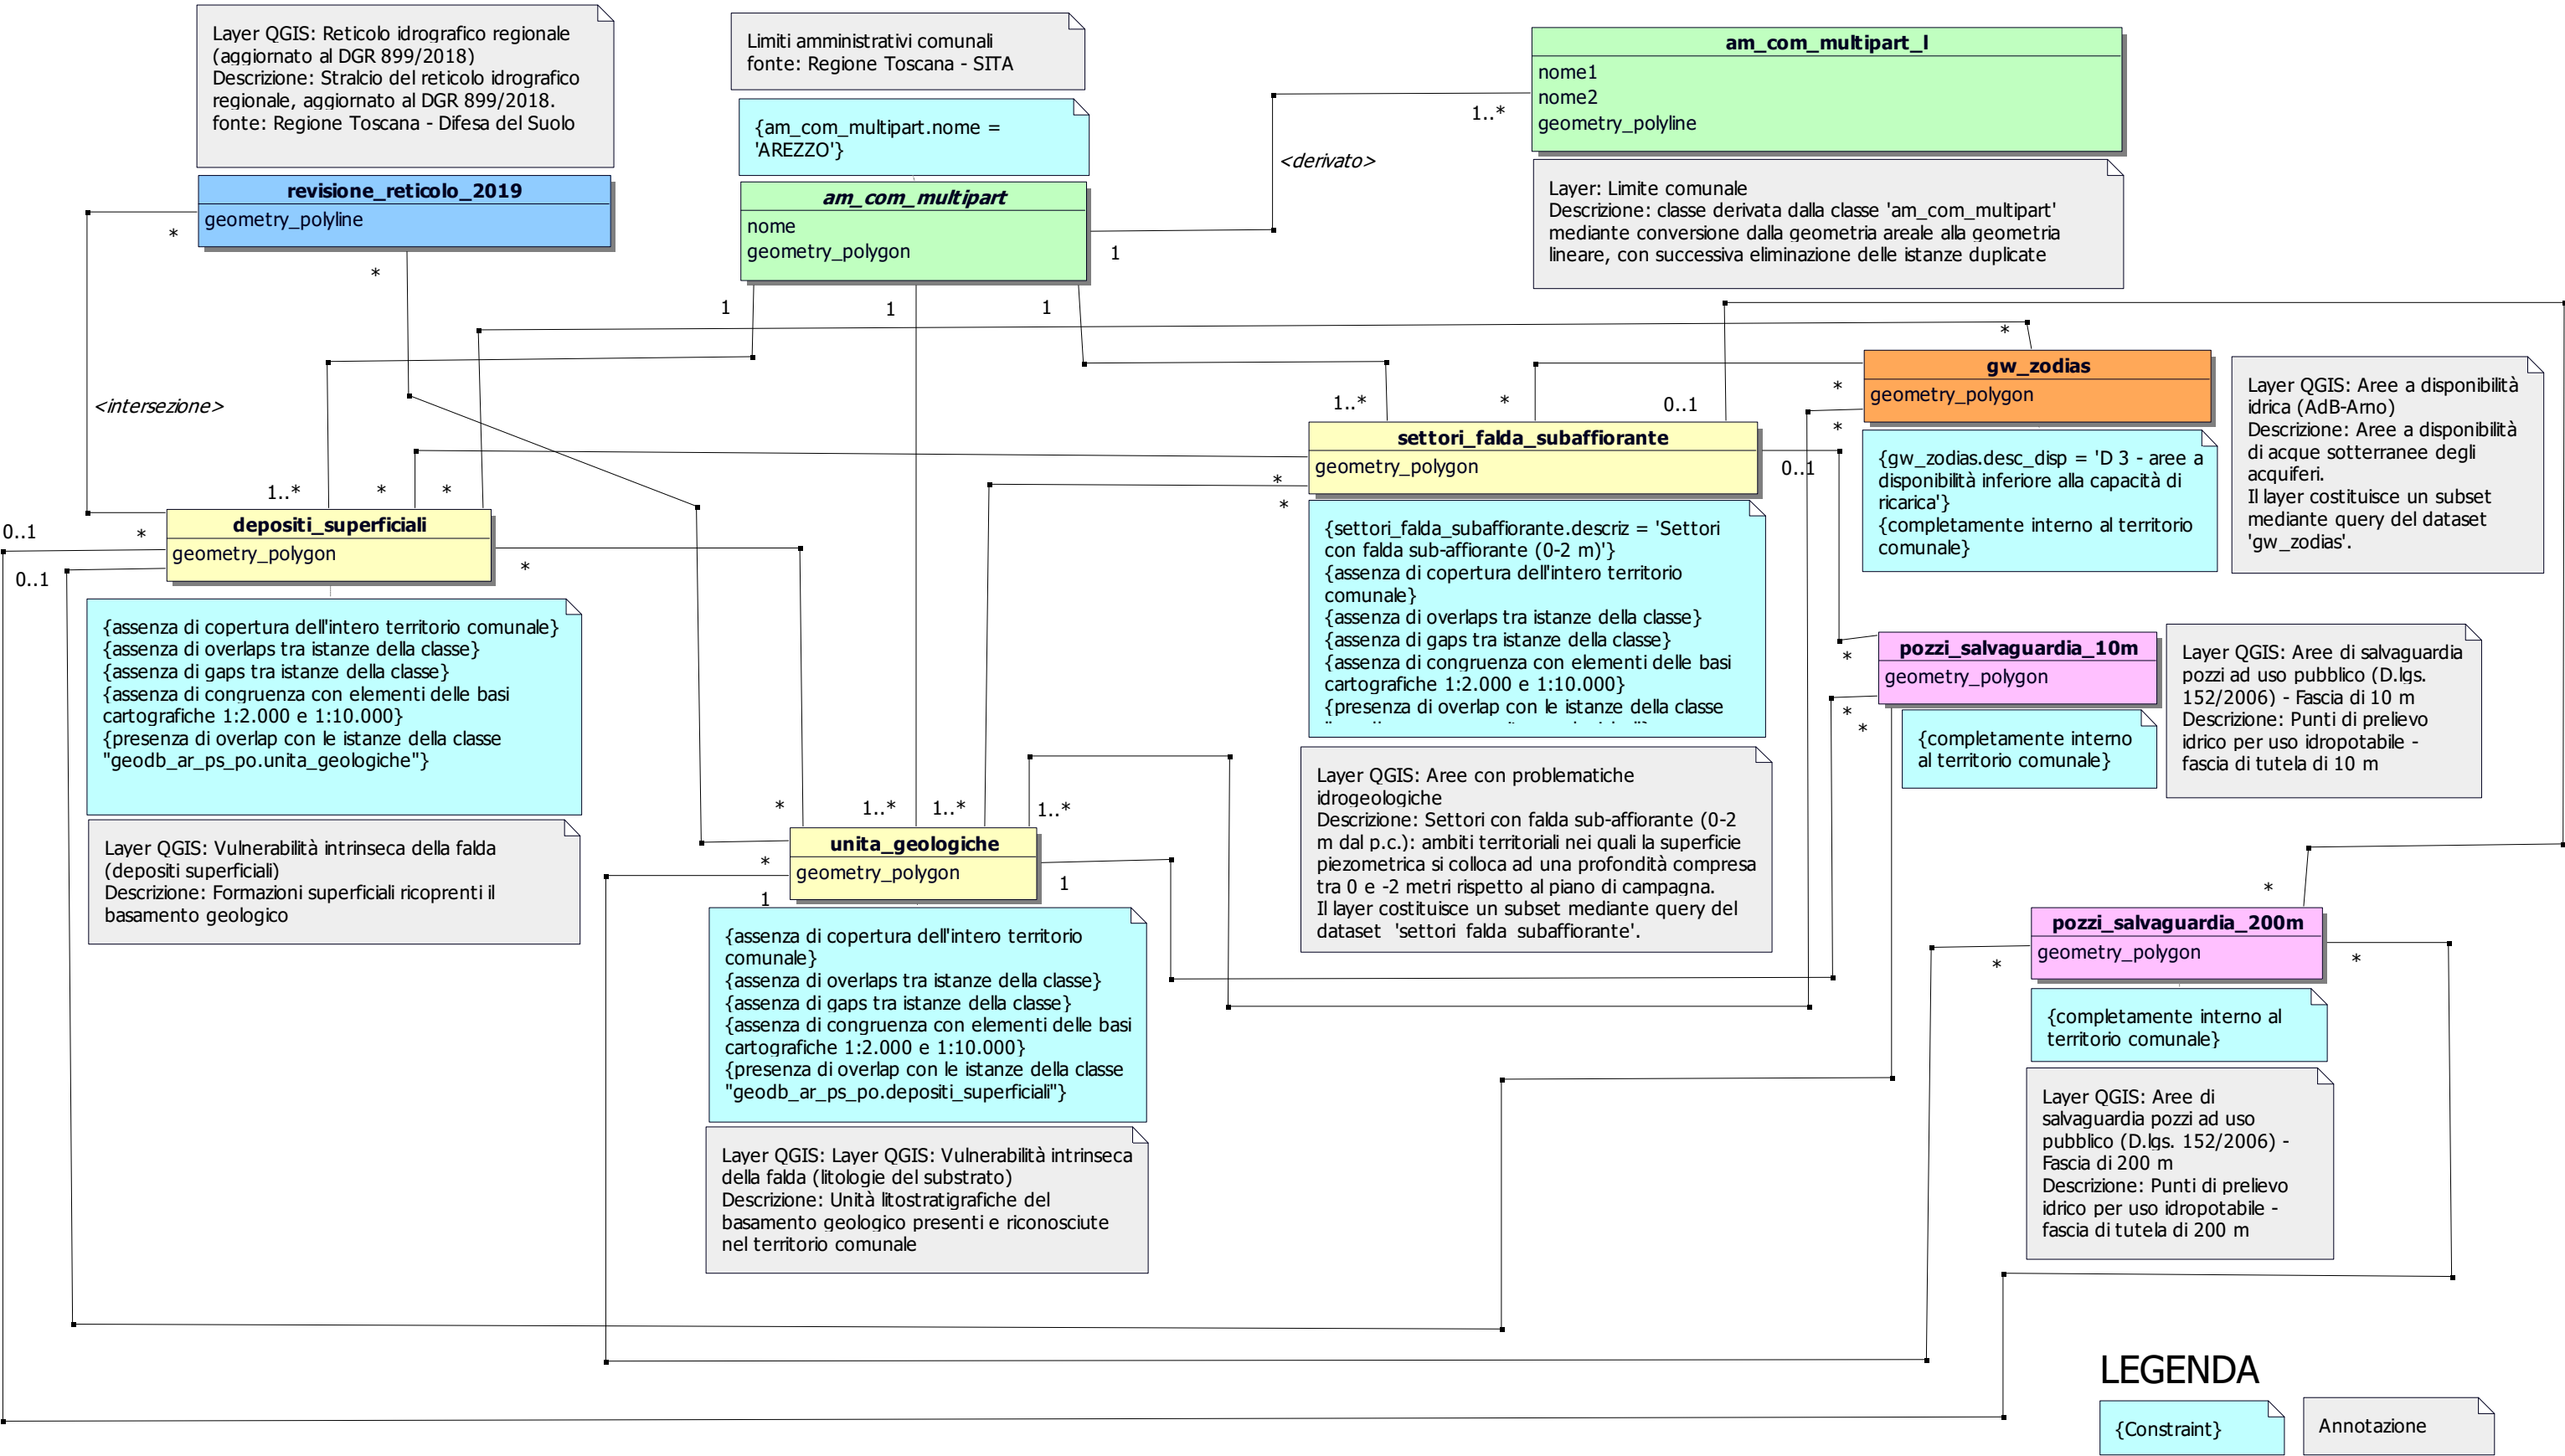 Layer QGIS: Reticolo idrografico regionale
(aggiornato al DGR 899/2018)
Descrizione: Stralcio del reticolo idrografico
regionale, aggiornato al DGR 899/2018.
fonte: Regione Toscana - Difesa del Suolo
Limiti amministrativi comunali
fonte: Regione Toscana - SITA
{am_com_multipart.nome =
'AREZZO'}
am_com_multipart_l
nome1
nome2
geometry_polyline
1..*
<derivato>
Layer: Limite comunale
Descrizione: classe derivata dalla classe 'am_com_multipart'
mediante conversione dalla geometria areale alla geometria
lineare, con successiva eliminazione delle istanze duplicate
revisione_reticolo_2019
geometry_polyline
*
*
am_com_multipart
nome
geometry_polygon
1
1
1
1
<intersezione>
*
gw_zodias
geometry_polygon
*
*
Layer QGIS: Aree a disponibilità
idrica (AdB-Arno)
Descrizione: Aree a disponibilità
di acque sotterranee degli
acquiferi.
Il layer costituisce un subset
mediante query del dataset
'gw_zodias'.
{gw_zodias.desc_disp = 'D 3 - aree a
disponibilità inferiore alla capacità di
ricarica'}
{completamente interno al territorio
comunale}
1..*
*
0..1
settori_falda_subaffiorante
geometry_polygon
0..1
*
*
{settori_falda_subaffiorante.descriz = 'Settori
con falda sub-affiorante (0-2 m)'}
{assenza di copertura dell'intero territorio
comunale}
{assenza di overlaps tra istanze della classe}
{assenza di gaps tra istanze della classe}
{assenza di congruenza con elementi delle basi
cartografiche 1:2.000 e 1:10.000}
{presenza di overlap con le istanze della classe
Layer QGIS: Aree con problematiche
idrogeologiche
Descrizione: Settori con falda sub-affiorante (0-2
m dal p.c.): ambiti territoriali nei quali la superficie
piezometrica si colloca ad una profondità compresa
tra 0 e -2 metri rispetto al piano di campagna.
Il layer costituisce un subset mediante query del
dataset 'settori falda subaffiorante'.
1..*
*
*
0..1
*
0..1
depositi_superficiali
geometry_polygon
*
{assenza di copertura dell'intero territorio comunale}
{assenza di overlaps tra istanze della classe}
{assenza di gaps tra istanze della classe}
{assenza di congruenza con elementi delle basi
cartografiche 1:2.000 e 1:10.000}
{presenza di overlap con le istanze della classe
"geodb_ar_ps_po.unita_geologiche"}
Layer QGIS: Vulnerabilità intrinseca della falda
(depositi superficiali)
Descrizione: Formazioni superficiali ricoprenti il
basamento geologico
*
1..*
1..*
1..*
*
1
1
unita_geologiche
geometry_polygon
{assenza di copertura dell'intero territorio
comunale}
{assenza di overlaps tra istanze della classe}
{assenza di gaps tra istanze della classe}
{assenza di congruenza con elementi delle basi
cartografiche 1:2.000 e 1:10.000}
{presenza di overlap con le istanze della classe
"geodb_ar_ps_po.depositi_superficiali"}
Layer QGIS: Layer QGIS: Vulnerabilità intrinseca
della falda (litologie del substrato)
Descrizione: Unità litostratigrafiche del
basamento geologico presenti e riconosciute
nel territorio comunale
*
*
*
pozzi_salvaguardia_10m
geometry_polygon
{completamente interno
al territorio comunale}
Layer QGIS: Aree di salvaguardia
pozzi ad uso pubblico (D.lgs.
152/2006) - Fascia di 10 m
Descrizione: Punti di prelievo
idrico per uso idropotabile -
fascia di tutela di 10 m
*
*
*
pozzi_salvaguardia_200m
geometry_polygon
{completamente interno al
territorio comunale}
Layer QGIS: Aree di
salvaguardia pozzi ad uso
pubblico (D.lgs. 152/2006) -
Fascia di 200 m
Descrizione: Punti di prelievo
idrico per uso idropotabile -
fascia di tutela di 200 m
LEGENDA
{Constraint}
Annotazione